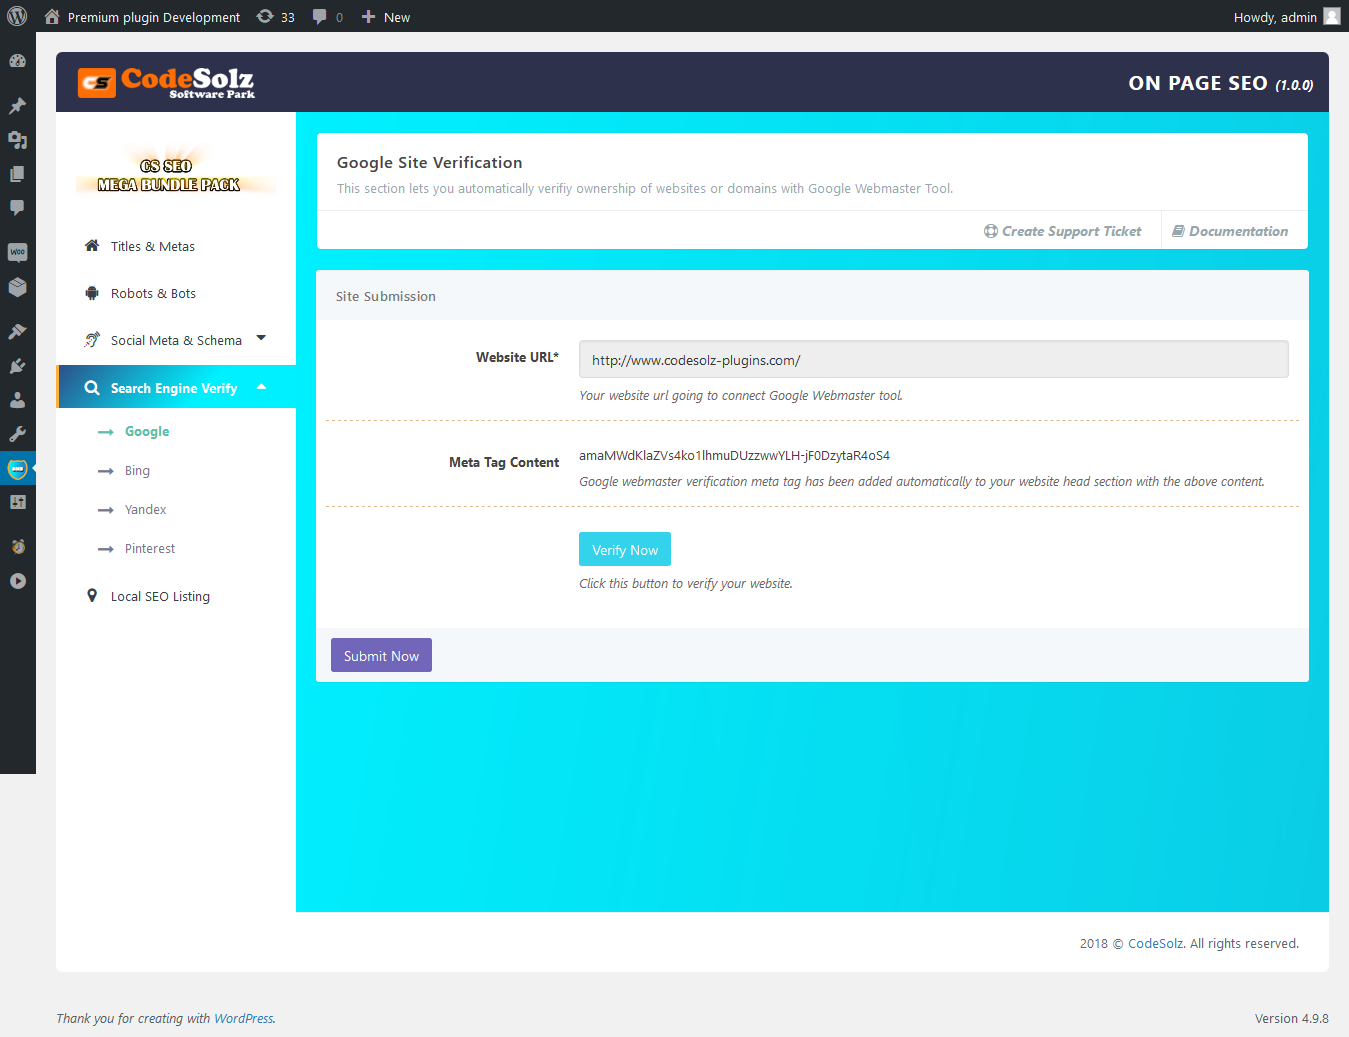 Premium plugin Development 33 0 New Howdy, admin
CS CodeSolz
Software Park
ON PAGE SEO (1.0.0)
CS SEO
MEGA BUNDLE PACK
Titles & Metas
Robots & Bots
Social Meta & Schema
Search Engine Verify
Google
Bing
Yandex
Pinterest
Local SEO Listing
Google Site Verification
This section lets you automatically verifiy ownership of websites or domains with Google Webmaster Tool.
Create Support Ticket Documentation
Site Submission
Website URL* http://www.codesolz-plugins.com/
Your website url going to connect Google Webmaster tool.
Meta Tag Content amaMWdKlaZVs4ko1lhmuDUzzwwYLH-jF0DzytaR4oS4
Google webmaster verification meta tag has been added automatically to your website head section with the above content.
Verify Now
Click this button to verify your website.
Submit Now
2018 © CodeSolz. All rights reserved.
Thank you for creating with WordPress. Version 4.9.8